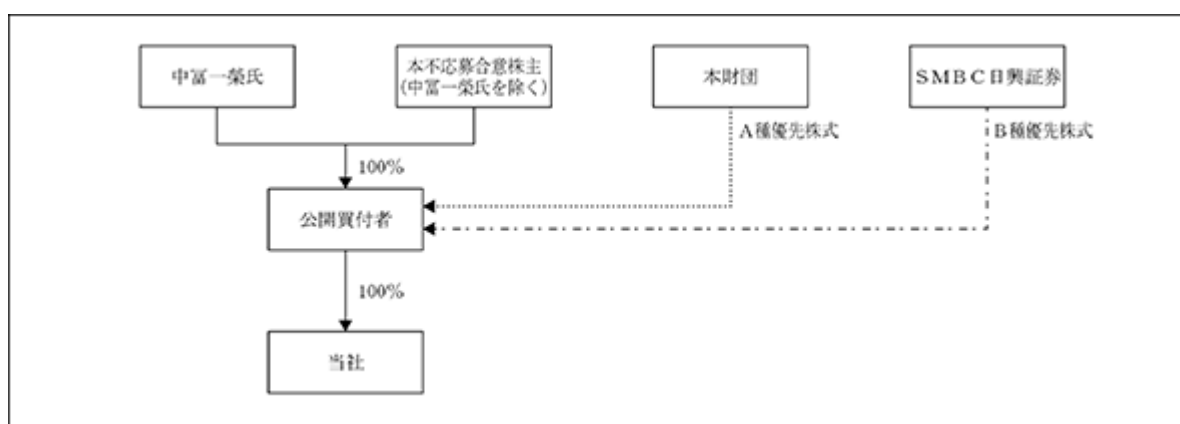 中冨一榮氏
本不応募合意株主
(中冨一榮氏を除く)
本財団
SMBC日興証券
A種優先株式
B種優先株式
100%
公開買付者
100%
当社